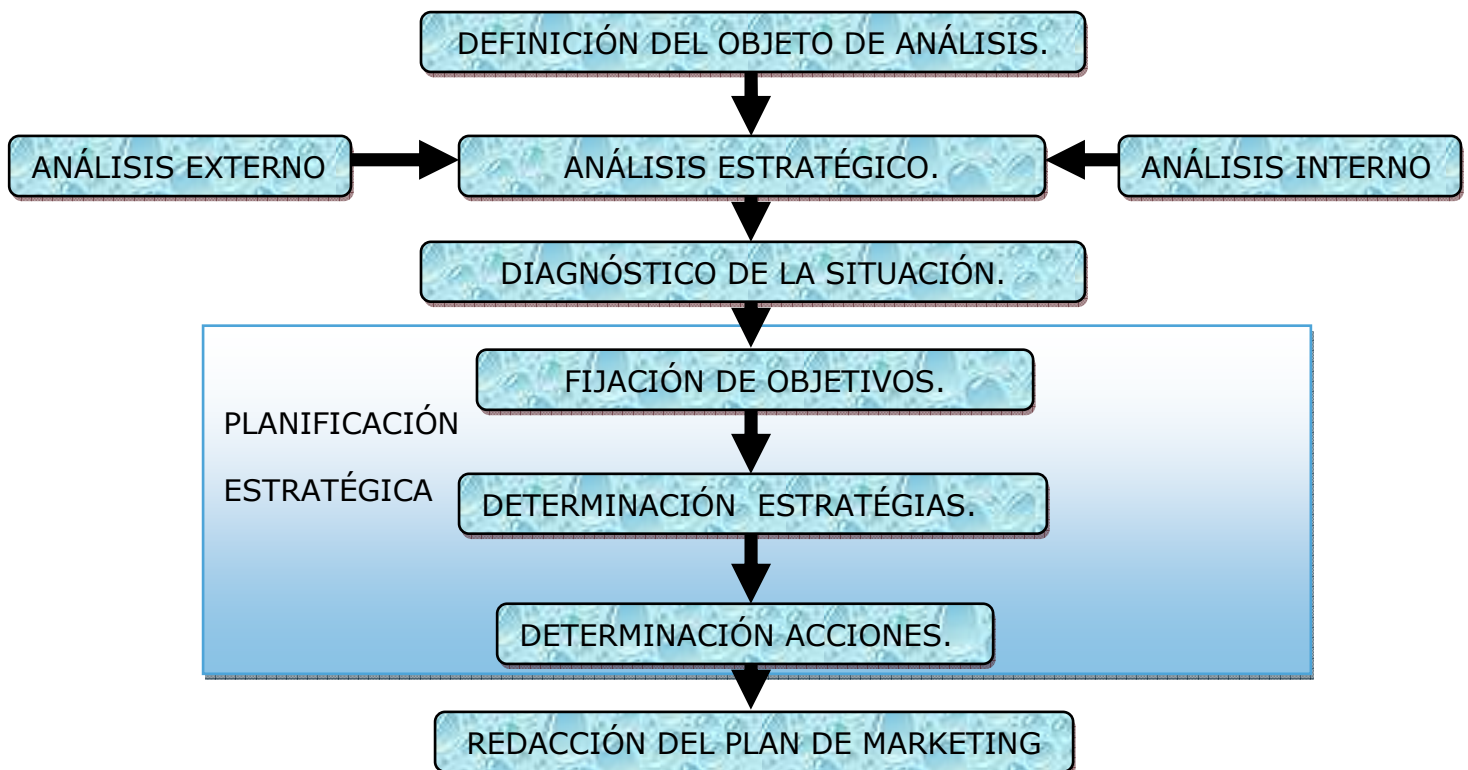 DEFINICIÓN DEL OBJETO DE ANÁLISIS.
ANÁLISIS EXTERNO
ANÁLISIS ESTRATÉGICO.
ANÁLISIS INTERNO
DIAGNÓSTICO DE LA SITUACIÓN.
FIJACIÓN DE OBJETIVOS.
PLANIFICACIÓN
ESTRATÉGICA
DETERMINACIÓN ESTRATÉGIAS.
DETERMINACIÓN ACCIONES.
REDACCIÓN DEL PLAN DE MARKETING